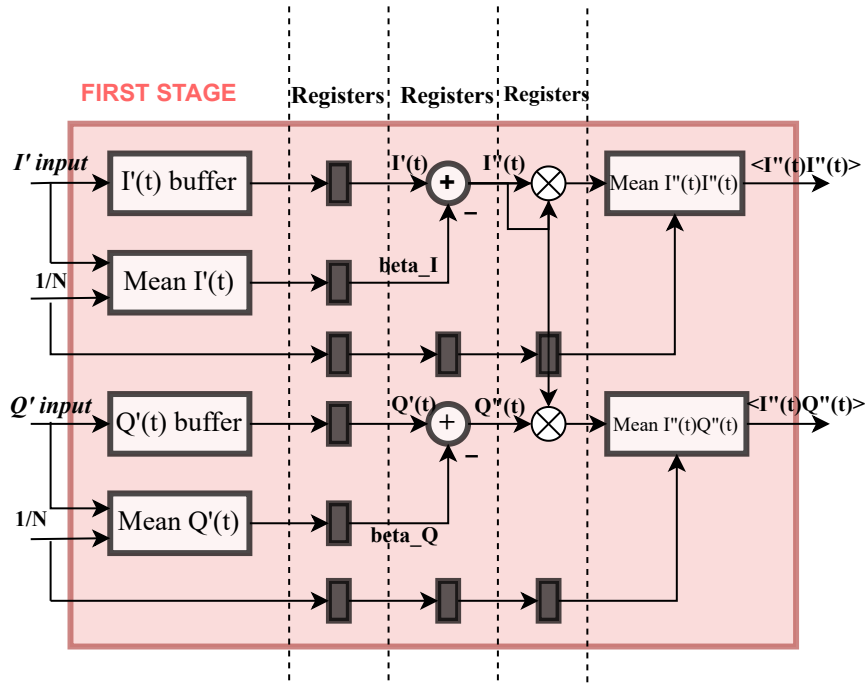 FIRST STAGE
Registers
Registers
Registers
I' input
I'(t) buffer
I'(t)
+
I"(t)
Mean I"(t)I"(t)
<I"(t)I"(t)>
−
1/N
Mean I'(t)
beta_I
Q' input
Q'(t) buffer
Q'(t)
+
Q"(t)
Mean I"(t)Q"(t)
<I"(t)Q"(t)>
−
1/N
Mean Q'(t)
beta_Q